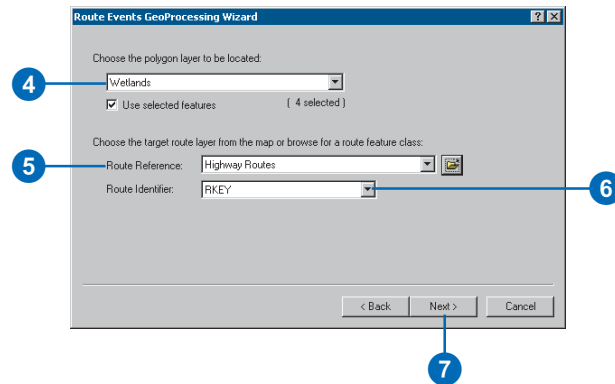 Route Events GeoProcessing Wizard ? X
Choose the polygon layer to be located:
4 Wetlands
Use selected features ( 4 selected )
Choose the target route layer from the map or browse for a route feature class:
5 Route Reference: Highway Routes
Route Identifier: RKEY 6
< Back Next > Cancel
7